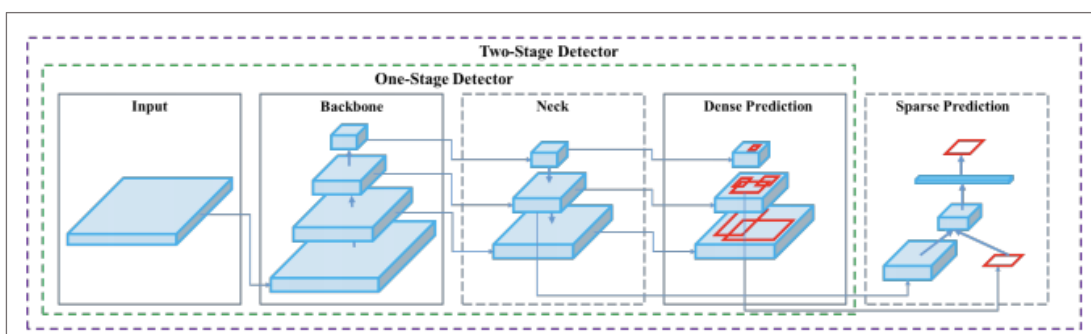 Two-Stage Detector
One-Stage Detector
Input
Backbone
Neck
Dense Prediction
Sparse Prediction